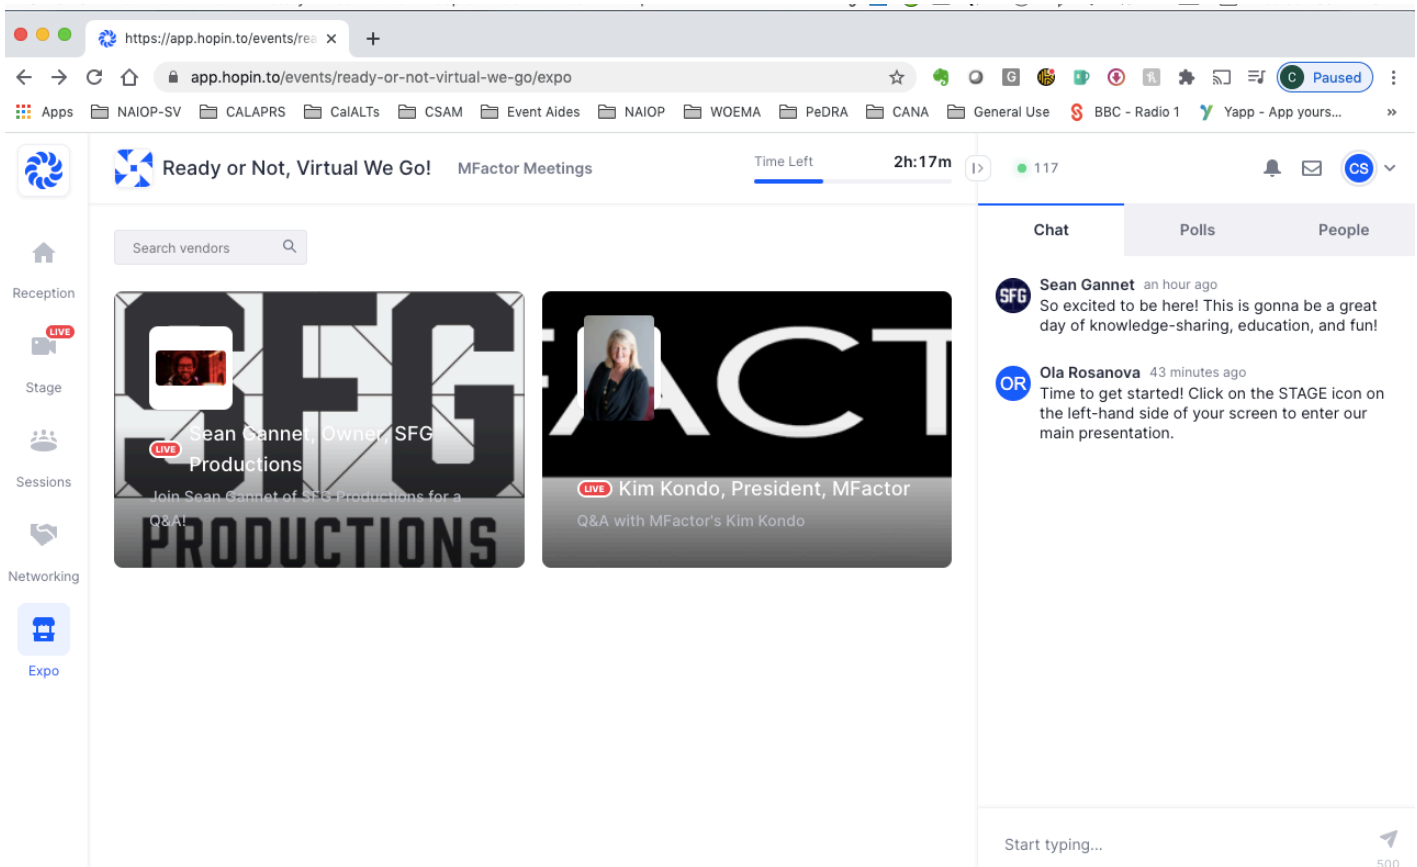 https://app.hopin.to/events/rea
app.hopin.to/events/ready-or-not-virtual-we-go/expo
G
C Paused
Apps NAIOP-SV CALAPRS CalALTs CSAM Event Aides NAIOP WOEMA PeDRA CANA General Use BBC - Radio 1 Yapp - App yours... »
Ready or Not, Virtual We Go! MFactor Meetings
Time Left 2h:17m
117
CS
Reception
LIVE
Stage
Sessions
Networking
Expo
Search vendors
SFG
PRODUCTIONS
LIVE
Sean Gannet, Owner, SFG
Productions
Join Sean Gannet of SFG Productions for a
Q&A!
FACT
LIVE Kim Kondo, President, MFactor
Q&A with MFactor's Kim Kondo
Chat Polls People
SFG
Sean Gannet an hour ago
So excited to be here! This is gonna be a great
day of knowledge-sharing, education, and fun!
OR
Ola Rosanova 43 minutes ago
Time to get started! Click on the STAGE icon on
the left-hand side of your screen to enter our
main presentation.
Start typing...
500